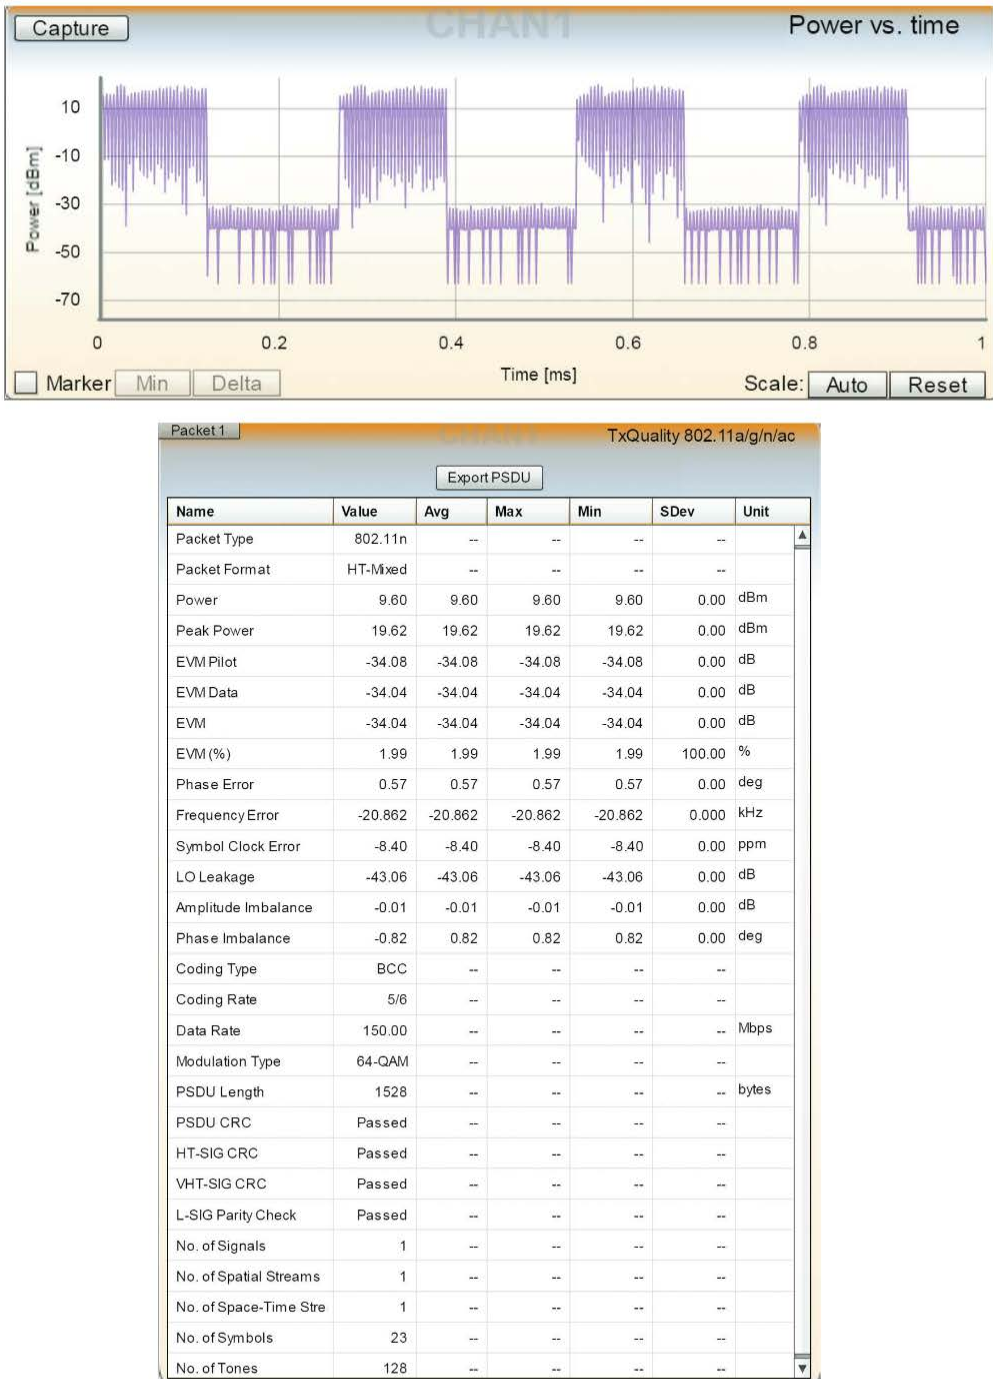 CHAN1
Capture
Power vs. time
10
-10
-30
-50
-70
Power [dBm]
0
0.2
0.4
0.6
0.8
1
Time [ms]
Marker Min Delta
Scale: Auto Reset
Packet 1
CHAN1
TxQuality 802.11a/g/n/ac
Export PSDU
Name Value Avg Max Min SDev Unit
Packet Type 802.11n -- -- -- --
Packet Format HT-Mixed -- -- -- --
Power 9.60 9.60 9.60 9.60 0.00 dBm
Peak Power 19.62 19.62 19.62 19.62 0.00 dBm
EVM Pilot -34.08 -34.08 -34.08 -34.08 0.00 dB
EVM Data -34.04 -34.04 -34.04 -34.04 0.00 dB
EVM -34.04 -34.04 -34.04 -34.04 0.00 dB
EVM (%) 1.99 1.99 1.99 1.99 100.00 %
Phase Error 0.57 0.57 0.57 0.57 0.00 deg
Frequency Error -20.862 -20.862 -20.862 -20.862 0.000 kHz
Symbol Clock Error -8.40 -8.40 -8.40 -8.40 0.00 ppm
LO Leakage -43.06 -43.06 -43.06 -43.06 0.00 dB
Amplitude Imbalance -0.01 -0.01 -0.01 -0.01 0.00 dB
Phase Imbalance -0.82 0.82 0.82 0.82 0.00 deg
Coding Type BCC -- -- -- --
Coding Rate 5/6 -- -- -- --
Data Rate 150.00 -- -- -- -- Mbps
Modulation Type 64-QAM -- -- -- --
PSDU Length 1528 -- -- -- -- bytes
PSDU CRC Passed -- -- -- --
HT-SIG CRC Passed -- -- -- --
VHT-SIG CRC Passed -- -- -- --
L-SIG Parity Check Passed -- -- -- --
No. of Signals 1 -- -- -- --
No. of Spatial Streams 1 -- -- -- --
No. of Space-Time Stre 1 -- -- -- --
No. of Symbols 23 -- -- -- --
No. of Tones 128 -- -- -- --